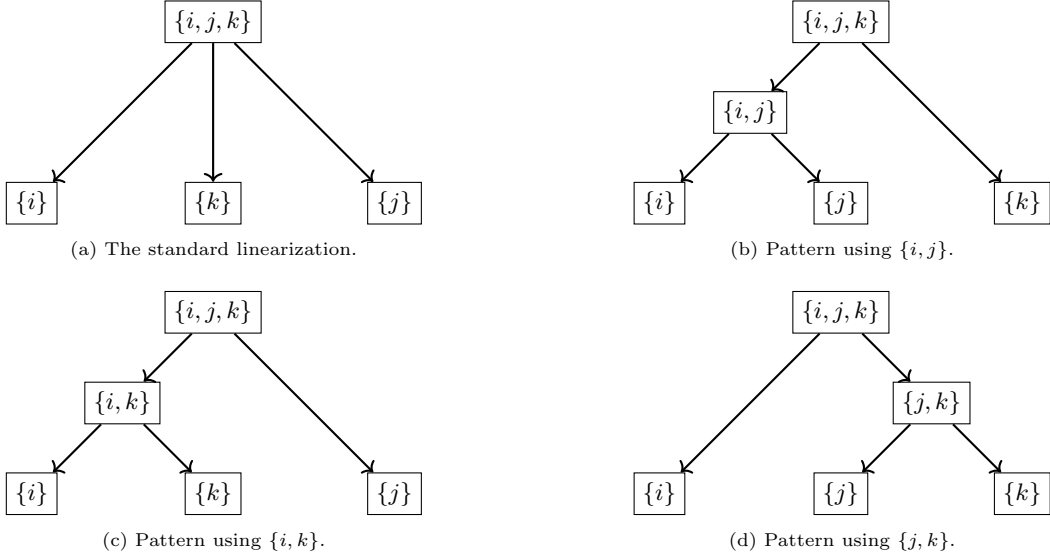 {i, j, k}
{i}
{k}
{j}
(a) The standard linearization.
{i, j, k}
{i, j}
{i}
{j}
{k}
(b) Pattern using {i, j}.
{i, j, k}
{i, k}
{i}
{k}
{j}
(c) Pattern using {i, k}.
{i, j, k}
{j, k}
{i}
{j}
{k}
(d) Pattern using {j, k}.